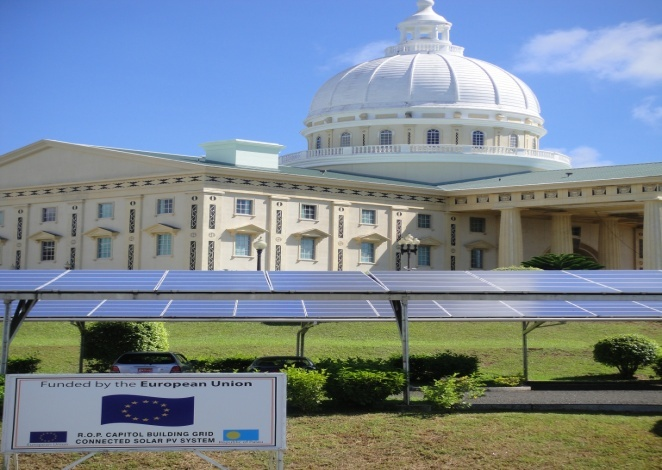 Funded by the European Union
R.O.P. CAPITOL BUILDING GRID
CONNECTED SOLAR PV SYSTEM